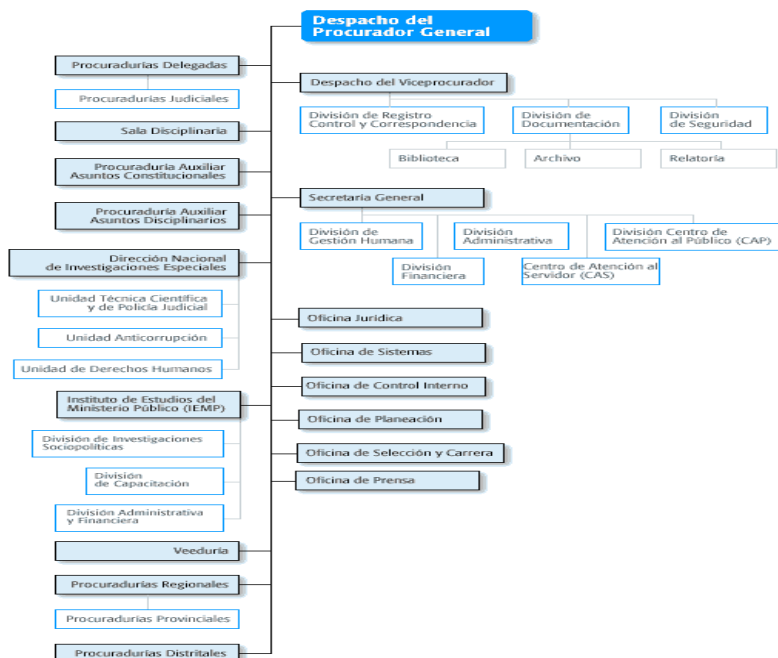 Despacho del
Procurador General
Procuradurías Delegadas
Procuradurías Judiciales
Sala Disciplinaria
Procuraduría Auxiliar
Asuntos Constitucionales
Procuraduría Auxiliar
Asuntos Disciplinarios
Dirección Nacional
de Investigaciones Especiales
Unidad Técnica Científica
y de Policía Judicial
Unidad Anticorrupción
Unidad de Derechos Humanos
Instituto de Estudios del
Ministerio Público (IEMP)
División de Investigaciones
Sociopolíticas
División
de Capacitación
División Administrativa
y Financiera
Veeduría
Procuradurías Regionales
Procuradurías Provinciales
Procuradurías Distritales
Despacho del Viceprocurador
División de Registro
Control y Correspondencia
División de
Documentación
División
de Seguridad
Biblioteca
Archivo
Relatoría
Secretaría General
División de
Gestión Humana
División
Administrativa
División Centro de
Atención al Público (CAP)
División
Financiera
Centro de Atención al
Servidor (CAS)
Oficina Jurídica
Oficina de Sistemas
Oficina de Control Interno
Oficina de Planeación
Oficina de Selección y Carrera
Oficina de Prensa